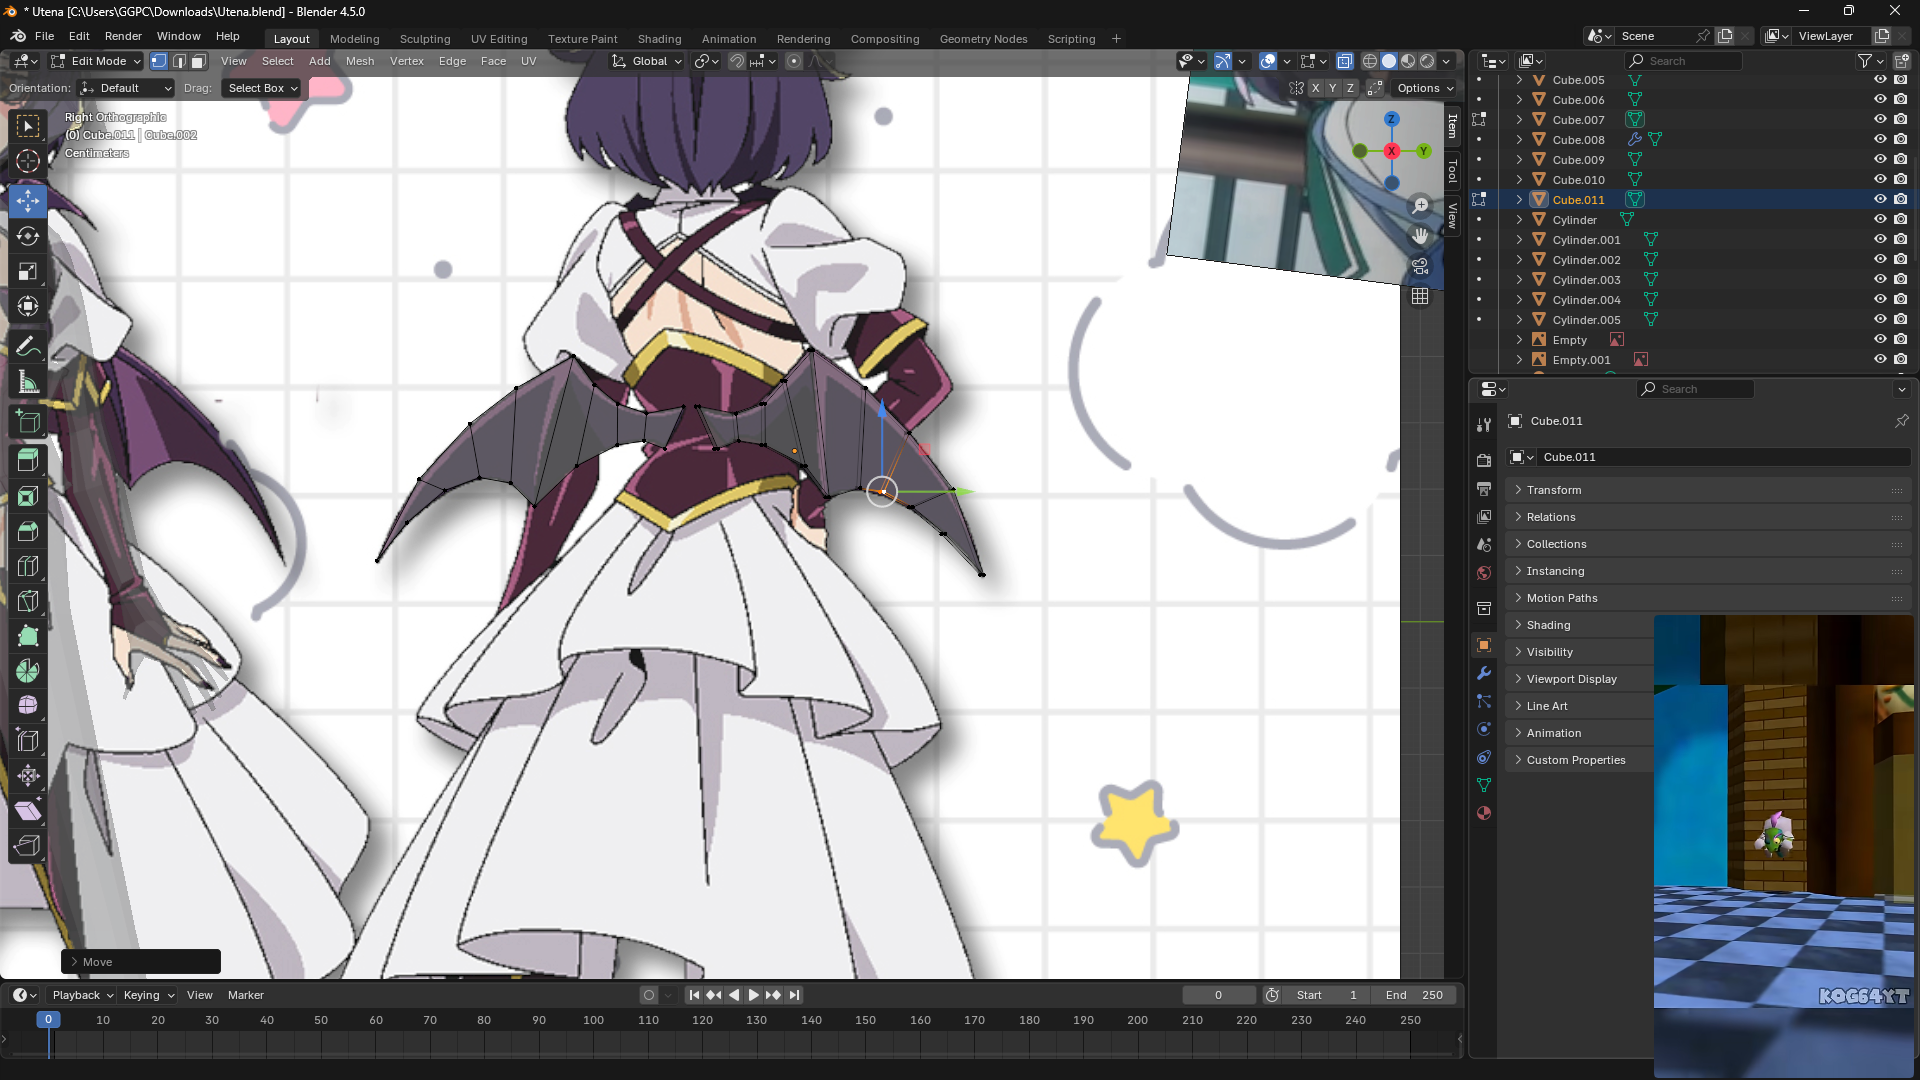 * Utena [C:\Users\GGPC\Downloads\Utena.blend] - Blender 4.5.0
File Edit Render Window Help Layout Modeling Sculpting UV Editing Texture Paint Shading Animation Rendering Compositing Geometry Nodes Scripting + Scene ViewLayer
Edit Mode View Select Add Mesh Vertex Edge Face UV Global Search
Orientation: Default Drag: Select Box X Y Z Options
Right Orthographic
(0) Cube.011 | Cube.002
Centimeters
Z
X
Y
Item
Tool
View
Cube.005
Cube.006
Cube.007
Cube.008
Cube.009
Cube.010
Cube.011
Cylinder
Cylinder.001
Cylinder.002
Cylinder.003
Cylinder.004
Cylinder.005
Empty
Empty.001
Search
Cube.011
Cube.011
Transform
Relations
Collections
Instancing
Motion Paths
Shading
Visibility
Viewport Display
Line Art
Animation
Custom Properties
KOG64YT
Move
Playback Keying View Marker 0 Start 1 End 250
0 10 20 30 40 50 60 70 80 90 100 110 120 130 140 150 160 170 180 190 200 210 220 230 240 250